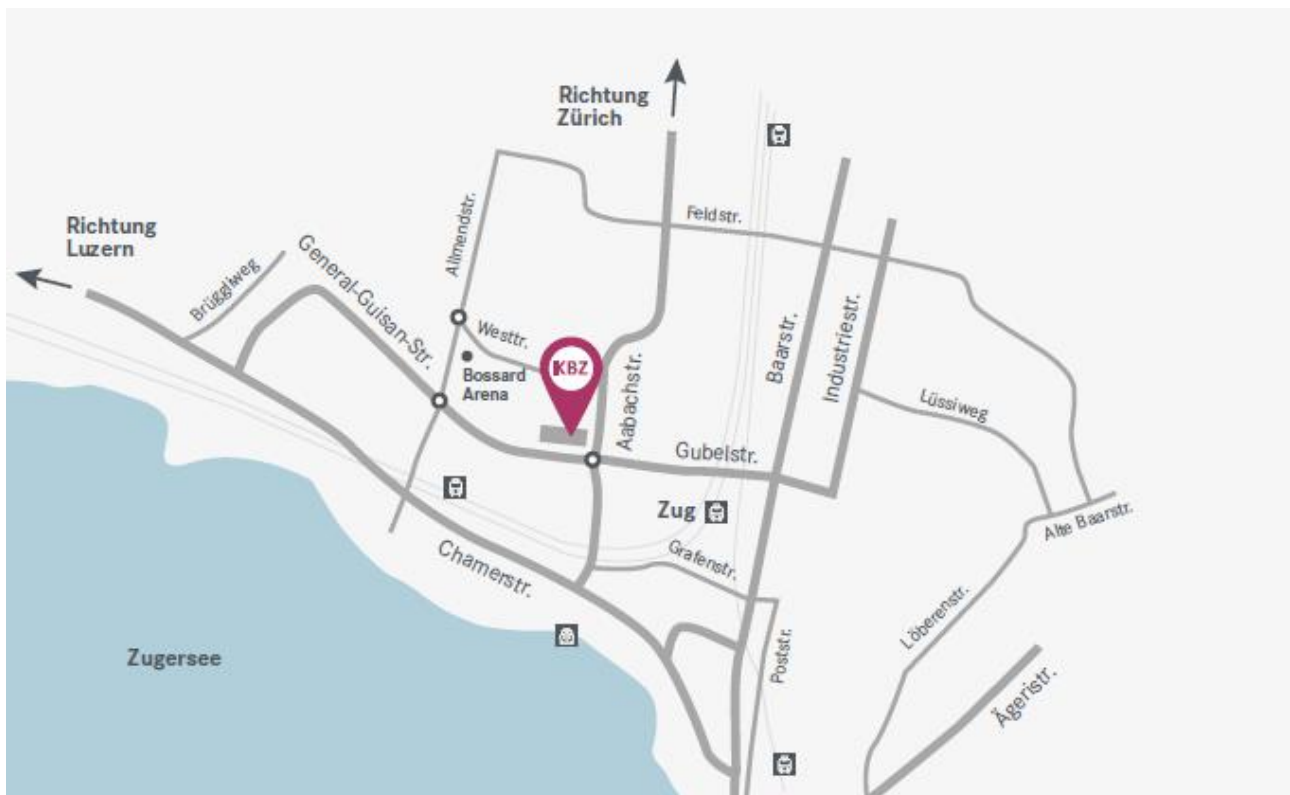 Richtung
Zürich
Richtung
Luzern
Brügglweg
General-Guisan-Str.
Allmendstr.
Westtr.
Bossard
Arena
KBZ
Aabachstr.
Feldstr.
Baarstr.
Industriestr.
Lüssiweg
Gubelstr.
Zug
Alte Baarstr.
Grafenstr.
Chamerstr.
Löberenstr.
Poststr.
Ägeristr.
Zugersee